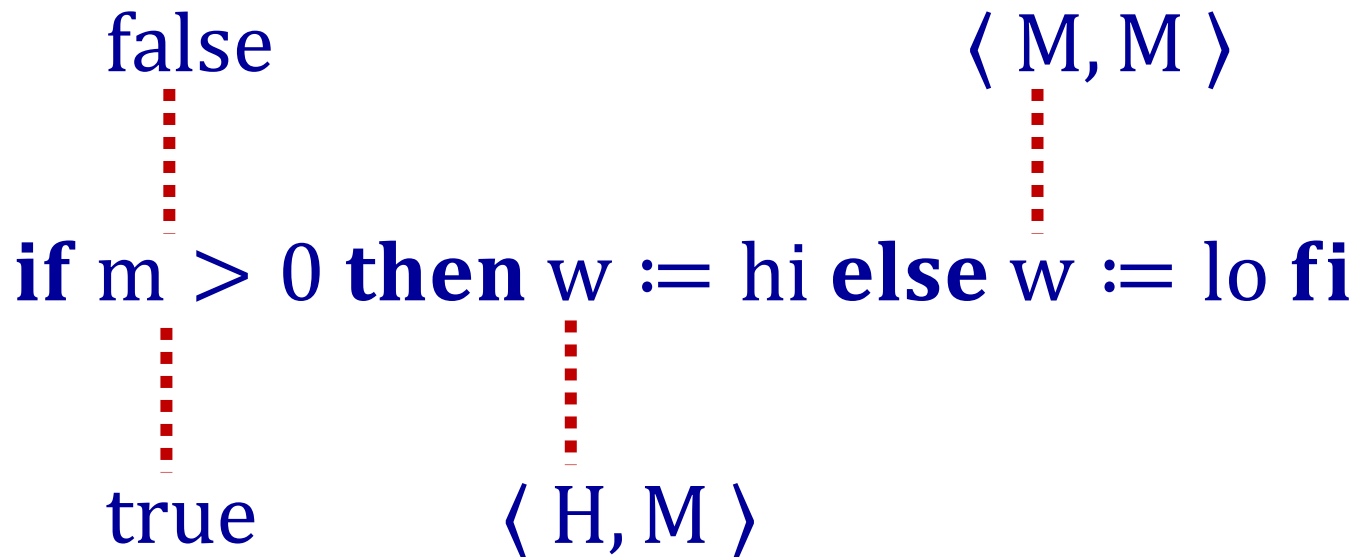 false ⟨ M, M ⟩
if m > 0 then w ≔ hi else w ≔ lo fi
true ⟨ H, M ⟩